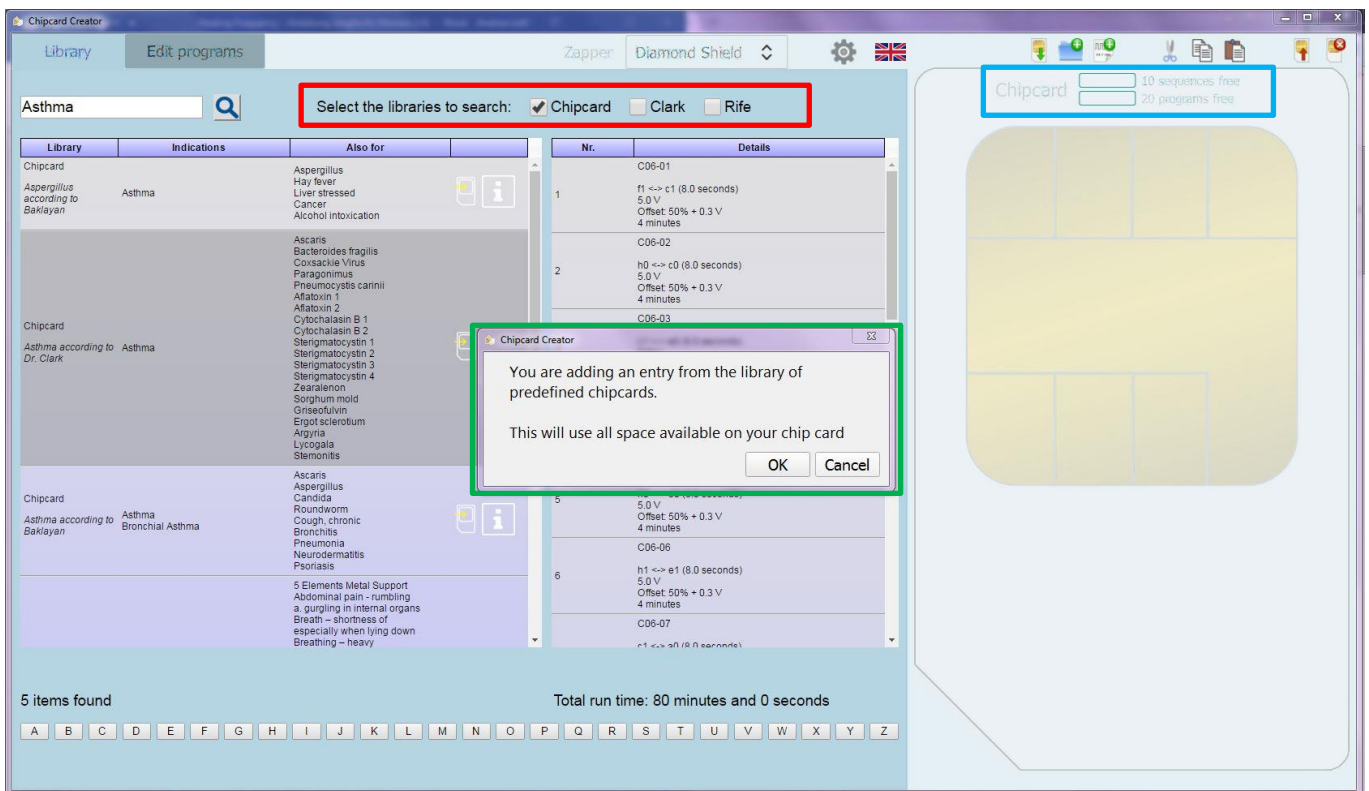 Chipcard Creator
Library
Edit programs
Zapper
Diamond Shield
Asthma
Select the libraries to search:
Chipcard
Clark
Rife
Chipcard
10 sequences free
20 programs free
Library
Indications
Also for
Chipcard
Aspergillus
according to
Baklayan
Asthma
Aspergillus
Hay fever
Liver stressed
Cancer
Alcohol intoxication
Chipcard
Asthma according to
Dr. Clark
Asthma
Ascaris
Bacteroides fragilis
Coxsackie Virus
Paragonimus
Pneumocystis carinii
Aflatoxin 1
Aflatoxin 2
Cytochalasin B 1
Cytochalasin B 2
Sterigmatocystin 1
Sterigmatocystin 2
Sterigmatocystin 3
Sterigmatocystin 4
Zearalenon
Sorghum mold
Griseofulvin
Ergot sclerotium
Argyria
Lycogala
Stemonitis
Chipcard
Asthma according to
Baklayan
Asthma
Bronchial Asthma
Ascaris
Aspergillus
Candida
Roundworm
Cough, chronic
Bronchitis
Pneumonia
Neurodermatitis
Psoriasis
5 Elements Metal Support
Abdominal pain - rumbling
a. gurgling in internal organs
Breath – shortness of
especially when lying down
Breathing – heavy
Nr.
Details
1
C06-01
f1 <-> c1 (8.0 seconds)
5.0 V
Offset: 50% + 0.3 V
4 minutes
2
C06-02
h0 <-> c0 (8.0 seconds)
5.0 V
Offset: 50% + 0.3 V
4 minutes
C06-03
Chipcard Creator
You are adding an entry from the library of
predefined chipcards.
This will use all space available on your chip card
OK
Cancel
5
5.0 V
Offset: 50% + 0.3 V
4 minutes
6
C06-06
h1 <-> e1 (8.0 seconds)
5.0 V
Offset: 50% + 0.3 V
4 minutes
C06-07
c1 <-> a0 (8.0 seconds)
5 items found
Total run time: 80 minutes and 0 seconds
A B C D E F G H I J K L M N O P Q R S T U V W X Y Z